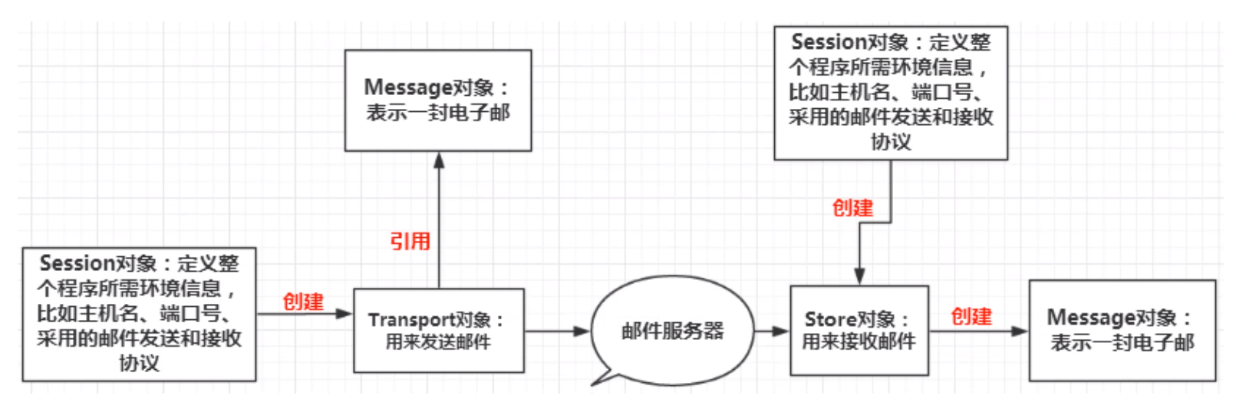 Session对象：定义整
个程序所需环境信息，
比如主机名、端口号、
采用的邮件发送和接收
协议
创建
Transport对象：
用来发送邮件
引用
Message对象：
表示一封电子邮
邮件服务器
Session对象：定义整
个程序所需环境信息，
比如主机名、端口号、
采用的邮件发送和接收
协议
创建
Store对象：
用来接收邮件
创建
Message对象：
表示一封电子邮